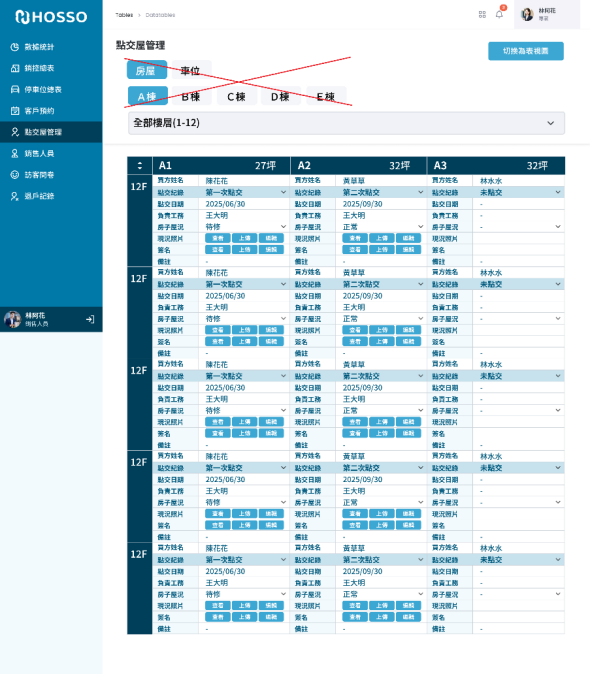 HOSSO
Tables > Datatables
林阿花
專案
數據統計
銷控總表
停車位總表
客戶預約
點交屋管理
銷售人員
訪客問卷
退戶記錄
林阿花
銷售人員
點交屋管理
切換為表視圖
房屋 車位
A棟 B棟 C棟 D棟 E棟
全部樓層(1-12)
A1 27坪 A2 32坪 A3 32坪
12F
買方姓名 陳花花 買方姓名 黃草草 買方姓名 林水水
點交紀錄 第一次點交 點交紀錄 第二次點交 點交紀錄 未點交
點交日期 2025/06/30 點交日期 2025/09/30 點交日期 -
負責工務 王大明 負責工務 王大明 負責工務 -
房子屋況 待修 房子屋況 正常 房子屋況 -
現況照片 查看 上傳 編輯 現況照片 查看 上傳 編輯 現況照片
簽名 查看 上傳 編輯 簽名 查看 上傳 編輯 簽名
備註 - 備註 - 備註 -
12F
買方姓名 陳花花 買方姓名 黃草草 買方姓名 林水水
點交紀錄 第一次點交 點交紀錄 第二次點交 點交紀錄 未點交
點交日期 2025/06/30 點交日期 2025/09/30 點交日期 -
負責工務 王大明 負責工務 王大明 負責工務 -
房子屋況 待修 房子屋況 正常 房子屋況 -
現況照片 查看 上傳 編輯 現況照片 查看 上傳 編輯 現況照片
簽名 查看 上傳 編輯 簽名 查看 上傳 編輯 簽名
備註 - 備註 - 備註 -
12F
買方姓名 陳花花 買方姓名 黃草草 買方姓名 林水水
點交紀錄 第一次點交 點交紀錄 第二次點交 點交紀錄 未點交
點交日期 2025/06/30 點交日期 2025/09/30 點交日期 -
負責工務 王大明 負責工務 王大明 負責工務 -
房子屋況 待修 房子屋況 正常 房子屋況 -
現況照片 查看 上傳 編輯 現況照片 查看 上傳 編輯 現況照片
簽名 查看 上傳 編輯 簽名 查看 上傳 編輯 簽名
備註 - 備註 - 備註 -
12F
買方姓名 陳花花 買方姓名 黃草草 買方姓名 林水水
點交紀錄 第一次點交 點交紀錄 第二次點交 點交紀錄 未點交
點交日期 2025/06/30 點交日期 2025/09/30 點交日期 -
負責工務 王大明 負責工務 王大明 負責工務 -
房子屋況 待修 房子屋況 正常 房子屋況 -
現況照片 查看 上傳 編輯 現況照片 查看 上傳 編輯 現況照片
簽名 查看 上傳 編輯 簽名 查看 上傳 編輯 簽名
備註 - 備註 - 備註 -
12F
買方姓名 陳花花 買方姓名 黃草草 買方姓名 林水水
點交紀錄 第一次點交 點交紀錄 第二次點交 點交紀錄 未點交
點交日期 2025/06/30 點交日期 2025/09/30 點交日期 -
負責工務 王大明 負責工務 王大明 負責工務 -
房子屋況 待修 房子屋況 正常 房子屋況 -
現況照片 查看 上傳 編輯 現況照片 查看 上傳 編輯 現況照片
簽名 查看 上傳 編輯 簽名 查看 上傳 編輯 簽名
備註 - 備註 - 備註 -